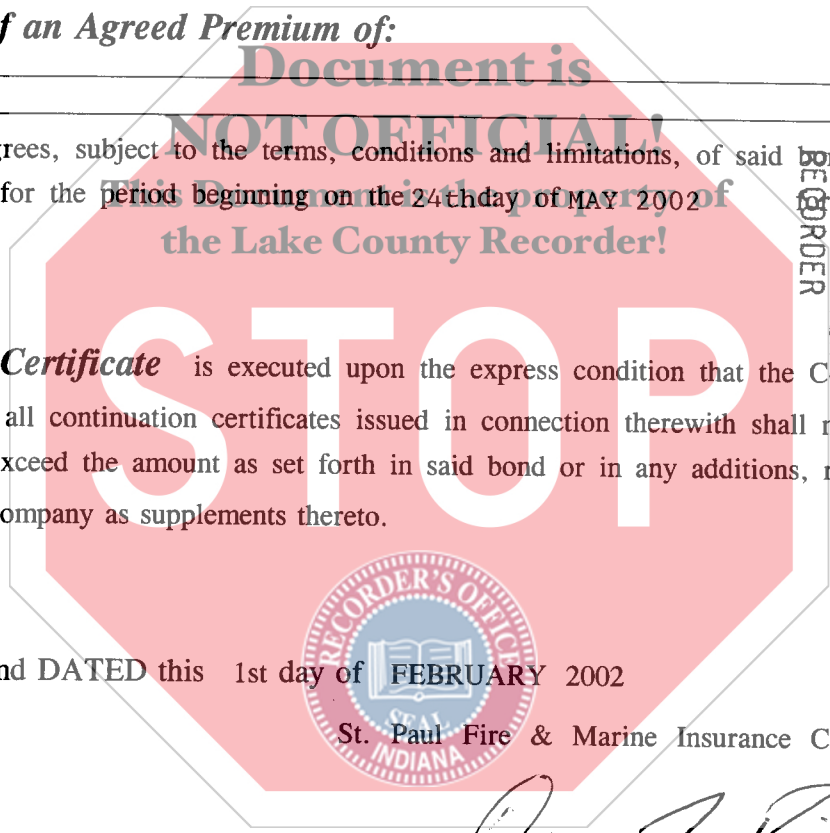 f an Agreed Premium of:
Document is
NOT OFFICIAL!
rees, subject to the terms, conditions and limitations, of said
for the period beginning on the 24thday of MAY 2002
This Document is the property of
the Lake County Recorder!
RECORDER
STOP
Certificate is executed upon the express condition that the C
all continuation certificates issued in connection therewith shall
xceed the amount as set forth in said bond or in any additions,
ompany as supplements thereto.
RECORDER'S OFFICE
SEAL
INDIANA
nd DATED this 1st day of FEBRUARY 2002
St. Paul Fire & Marine Insurance C